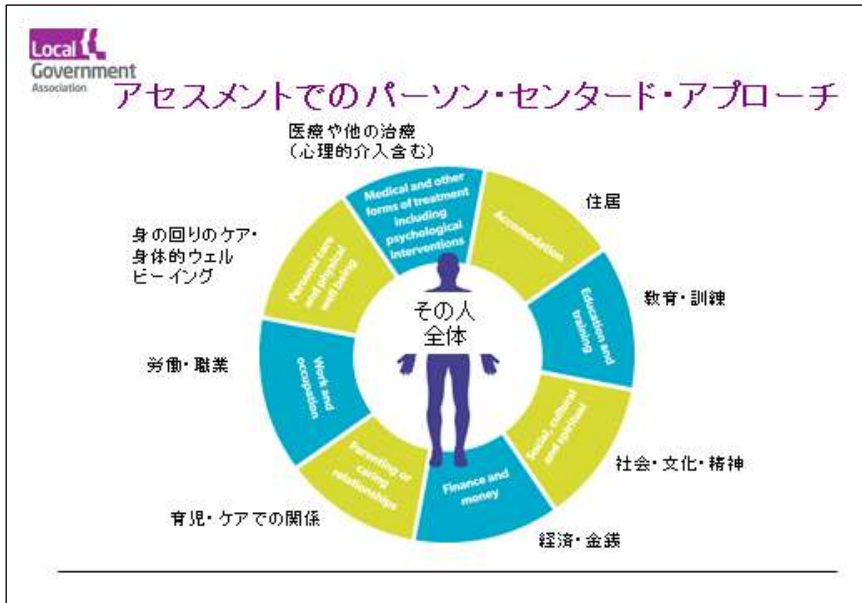 Local
Government
Association
アセスメントでのパーソン・センタード・アプローチ
医療や他の治療
(心理的介入含む)
Medical and other
forms of treatment
including
psychological
interventions
住居
Accomodation
教育・訓練
Education and
training
社会・文化・精神
Social, cultural
and spiritual
経済・金銭
Finance and
money
育児・ケアでの関係
Parenting or
caring
relationships
労働・職業
Work and
occupation
身の回りのケア・
身体的ウェル
ビーイング
Personal care
and physical
well being
その人
全体